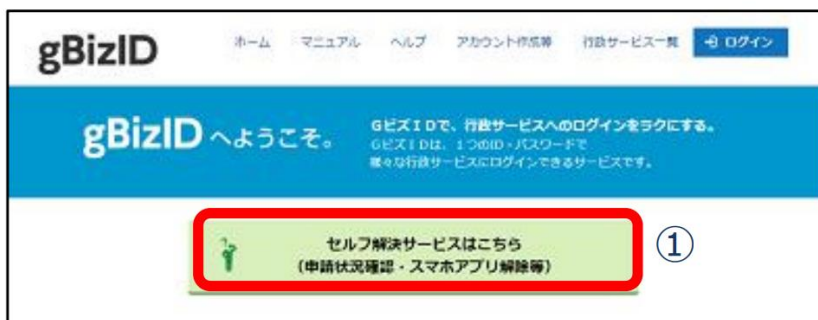 gBizID
ホーム マニュアル ヘルプ アカウント作成等 行政サービス一覧 ログイン
gBizID へようこそ。
GビズIDで、行政サービスへのログインをラクにする。
GビズIDは、1つのID・パスワードで
様々な行政サービスにログインできるサービスです。
セルフ解決サービスはこちら
(申請状況確認・スマホアプリ解除等)
①